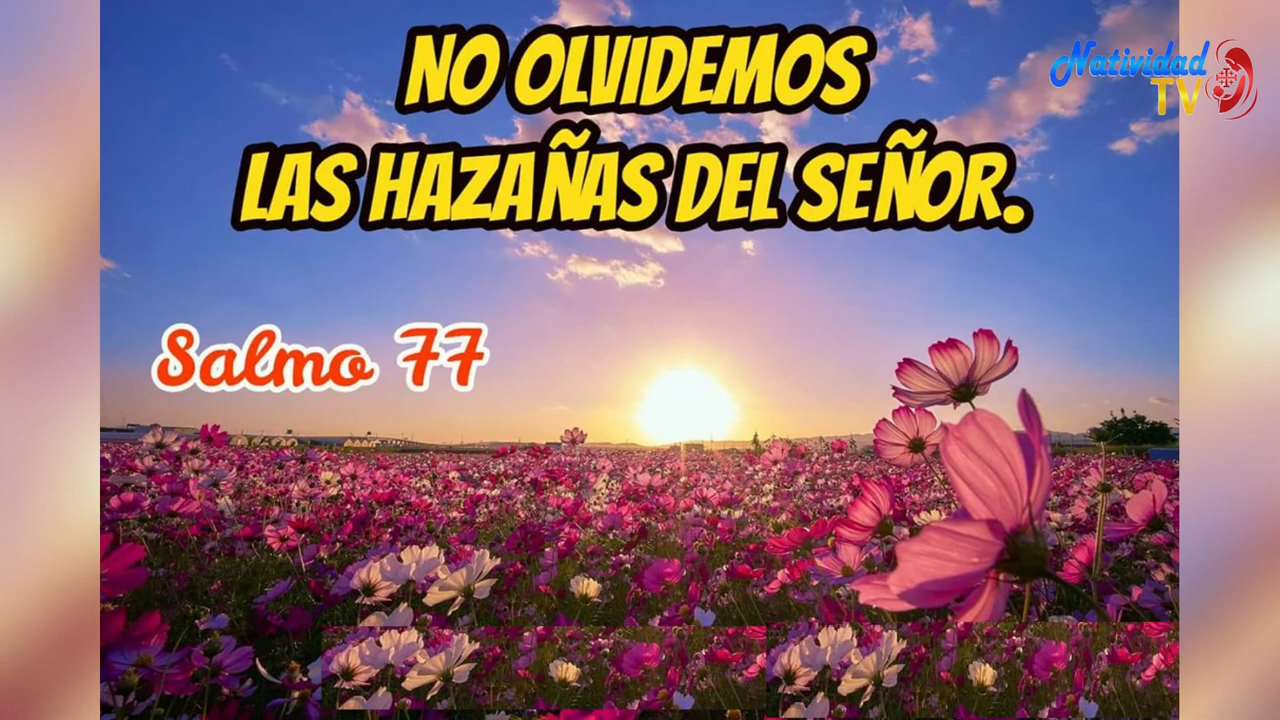 NO OLVIDEMOS
LAS HAZAÑAS DEL SEÑOR.
Salmo 77
Natividad
TV